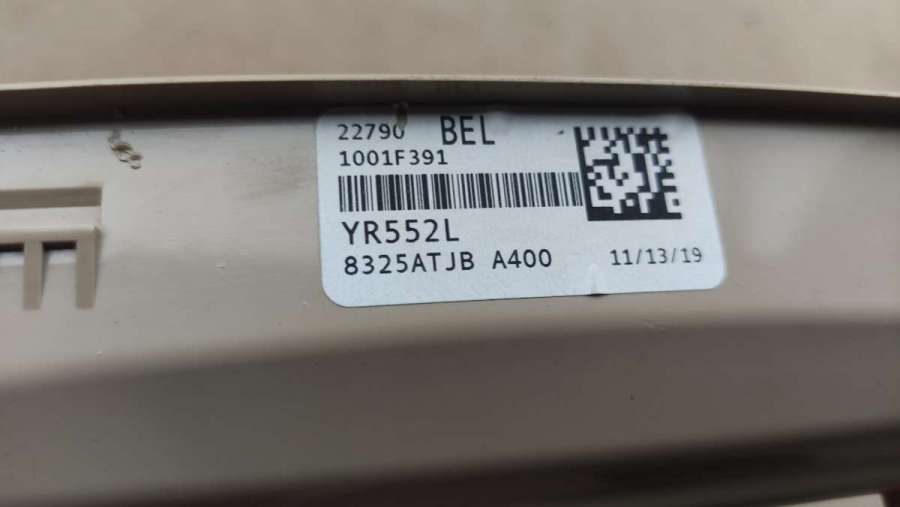 22790 BEL
1001F391
YR552L
8325ATJB A400 11/13/19